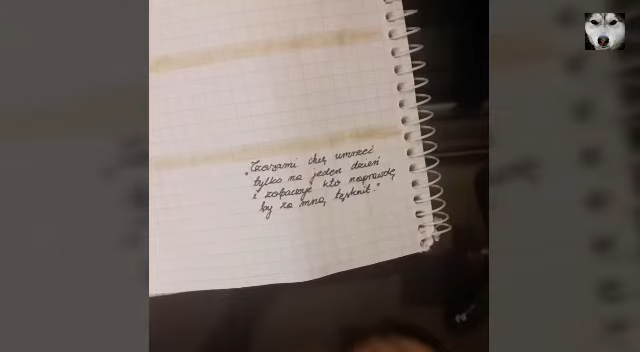 "Czasami chcę umrzeć
tylko na jeden dzień
i zobaczyć kto naprawdę
by za mną tęsknił."